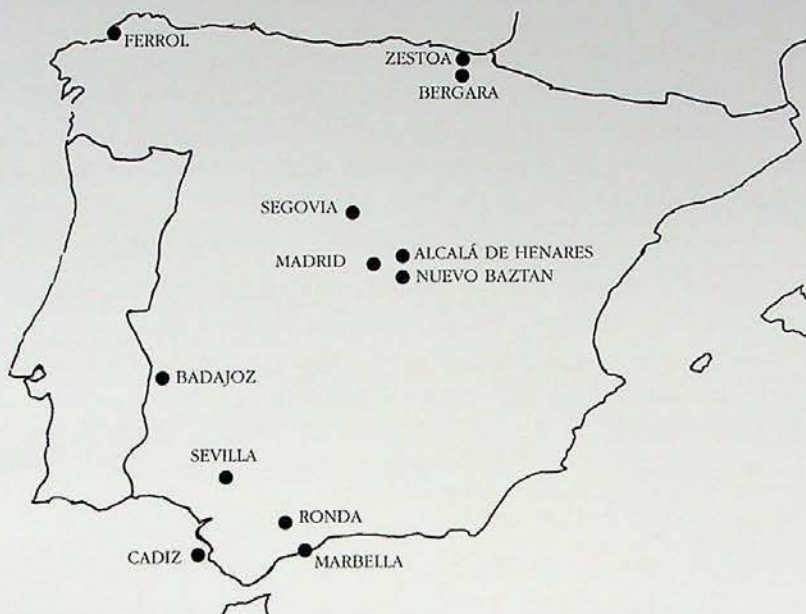 FERROL
ZESTOA
BERGARA
SEGOVIA
ALCALÁ DE HENARES
MADRID
NUEVO BAZTAN
BADAJOZ
SEVILLA
RONDA
CADIZ
MARBELLA